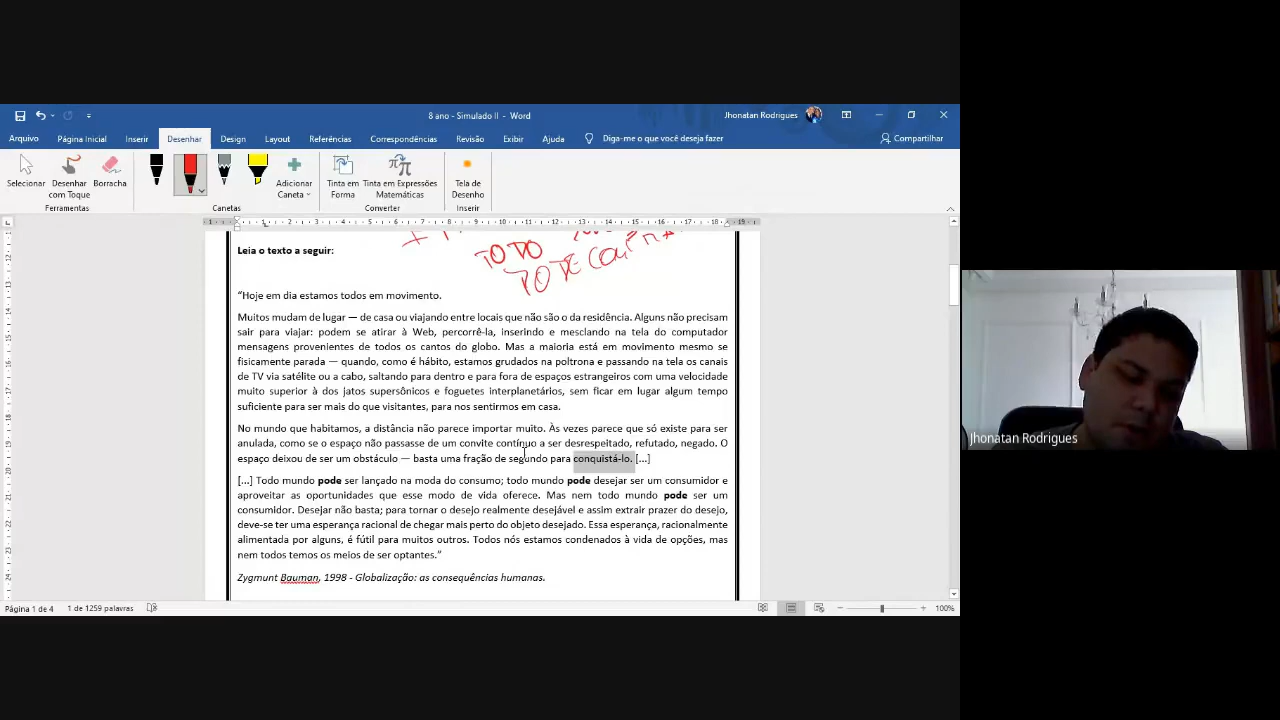 8 ano - Simulado II - Word
Jhonatan Rodrigues
Arquivo Página Inicial Inserir Desenhar Design Layout Referências Correspondências Revisão Exibir Ajuda Diga-me o que você deseja fazer Compartilhar
Selecionar Desenhar com Toque Borracha Adicionar Caneta Tinta em Forma Tinta em Expressões Matemáticas Tela de Desenho
Ferramentas Canetas Converter Inserir
TODO
TO DE
Leia o texto a seguir:
“Hoje em dia estamos todos em movimento.
Muitos mudam de lugar — de casa ou viajando entre locais que não são o da residência. Alguns não precisam
sair para viajar: podem se atirar à Web, percorrê-la, inserindo e mesclando na tela do computador
mensagens provenientes de todos os cantos do globo. Mas a maioria está em movimento mesmo se
fisicamente parada — quando, como é hábito, estamos grudados na poltrona e passando na tela os canais
de TV via satélite ou a cabo, saltando para dentro e para fora de espaços estrangeiros com uma velocidade
muito superior à dos jatos supersônicos e foguetes interplanetários, sem ficar em lugar algum tempo
suficiente para ser mais do que visitantes, para nos sentirmos em casa.
No mundo que habitamos, a distância não parece importar muito. Às vezes parece que só existe para ser
anulada, como se o espaço não passasse de um convite contínuo a ser desrespeitado, refutado, negado. O
espaço deixou de ser um obstáculo — basta uma fração de segundo para conquistá-lo. [...]
[...] Todo mundo pode ser lançado na moda do consumo; todo mundo pode desejar ser um consumidor e
aproveitar as oportunidades que esse modo de vida oferece. Mas nem todo mundo pode ser um
consumidor. Desejar não basta; para tornar o desejo realmente desejável e assim extrair prazer do desejo,
deve-se ter uma esperança racional de chegar mais perto do objeto desejado. Essa esperança, racionalmente
alimentada por alguns, é fútil para muitos outros. Todos nós estamos condenados à vida de opções, mas
nem todos temos os meios de ser optantes.”
Zygmunt Bauman, 1998 - Globalização: as consequências humanas.
Página 1 de 4 1 de 1259 palavras 100%
Jhonatan Rodrigues